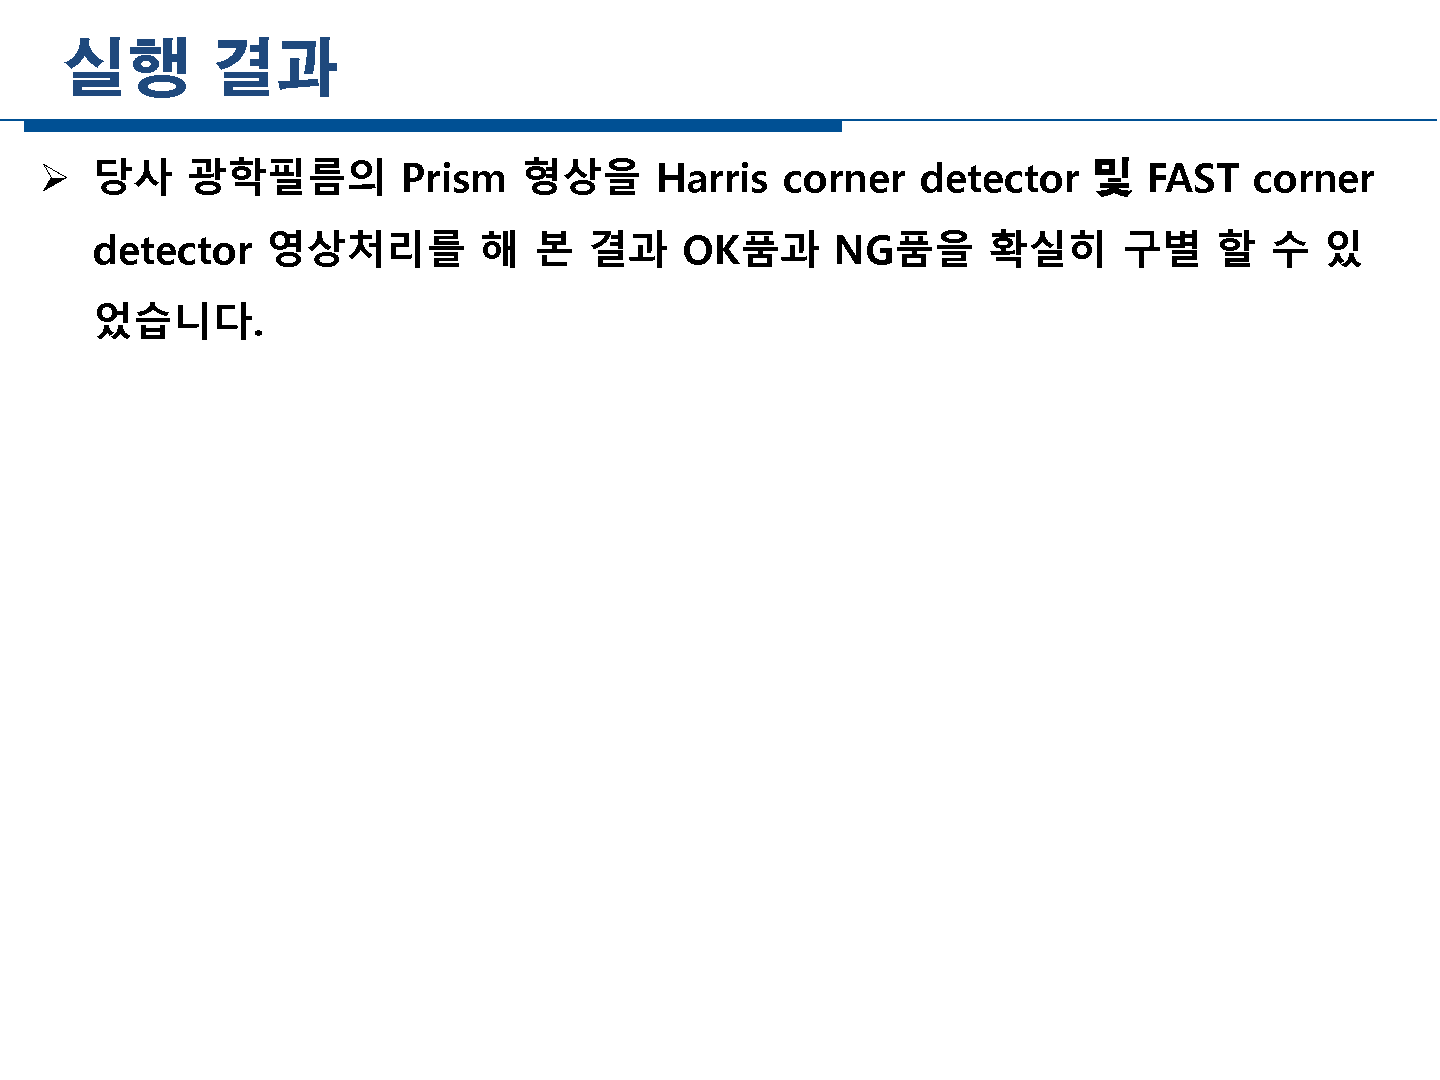 실행 결과
➢ 당사 광학필름의 Prism 형상을 Harris corner detector 및 FAST corner
detector 영상처리를 해 본 결과 OK품과 NG품을 확실히 구별 할 수 있
었습니다.